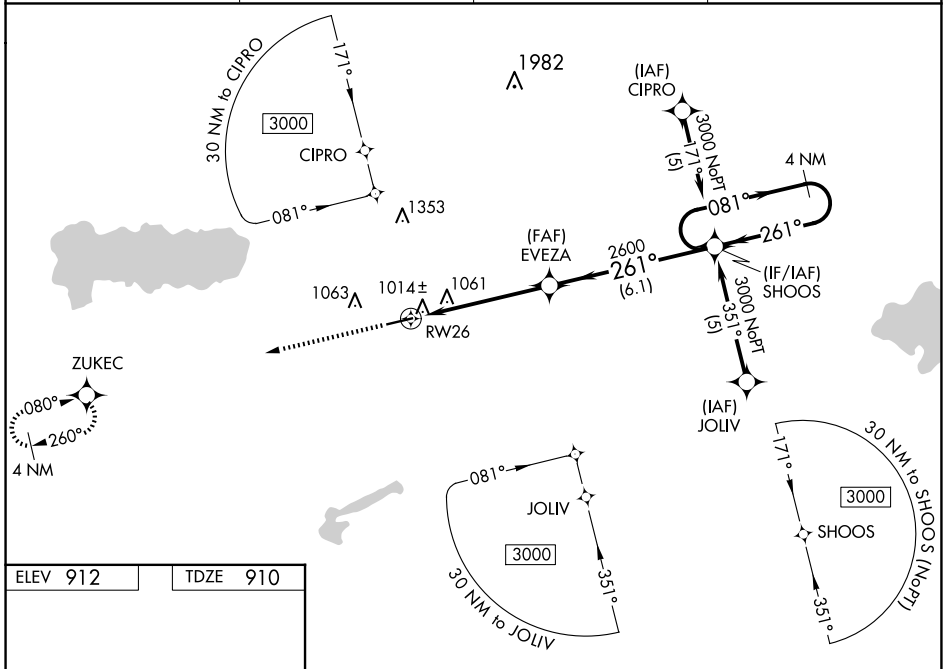 30 NM to CIPRO
171°
3000
CIPRO
081°
1982
(IAF)
CIPRO
3000 NoPT
171°
(5)
4 NM
081°
261°
1353
(FAF)
EVEZA
2600
261°
(6.1)
(IF/IAF)
SHOOS
1063
1014±
1061
RW26
3000 NoPT
351°
(5)
(IAF)
JOLIV
ZUKEC
080°
260°
4 NM
081°
JOLIV
3000
351°
30 NM to JOLIV
171°
3000
SHOOS
351°
30 NM to SHOOS (NoPT)
ELEV 912
TDZE 910